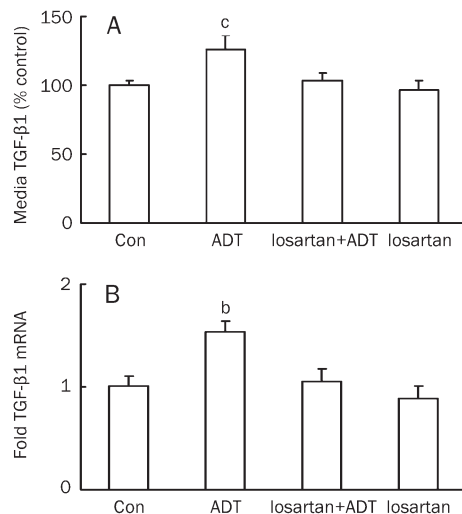 150
A
c
100
50
0
Media TGF-β1 (% control)
Con ADT losartan+ADT losartan
2
B
b
1
0
Fold TGF-β1 mRNA
Con ADT losartan+ADT losartan